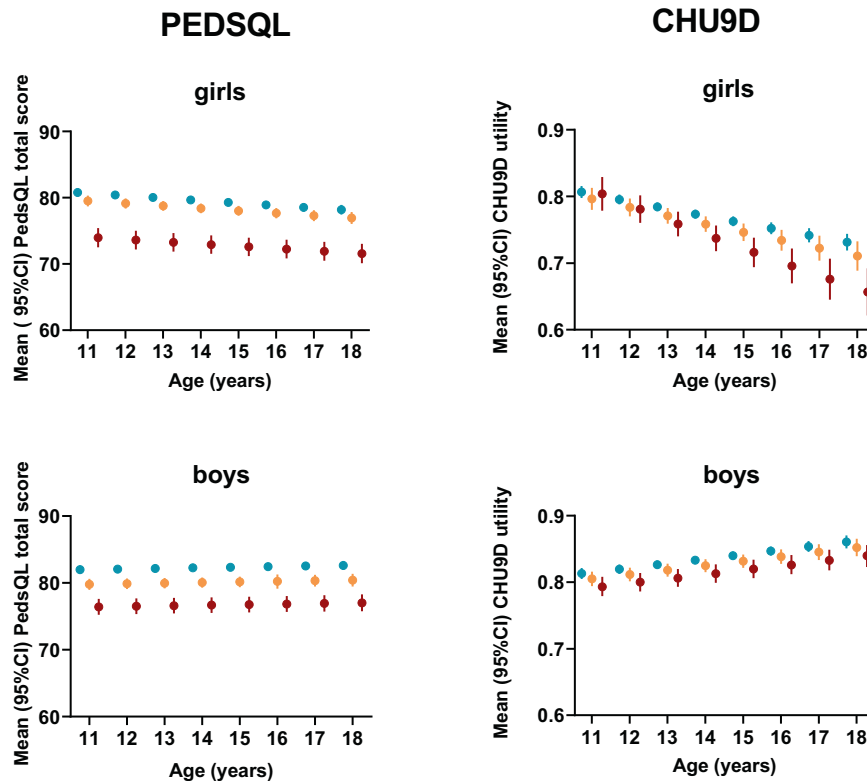 PEDSQL
CHU9D
girls
Mean ( 95%CI) PedsQL total score
90
80
70
60
11 12 13 14 15 16 17 18
Age (years)
girls
Mean (95%CI) CHU9D utility
0.9
0.8
0.7
0.6
11 12 13 14 15 16 17 18
Age (years)
boys
Mean (95%CI) PedsQL total score
90
80
70
60
11 12 13 14 15 16 17 18
Age (years)
boys
Mean (95%CI) CHU9D utility
0.9
0.8
0.7
0.6
11 12 13 14 15 16 17 18
Age (years)